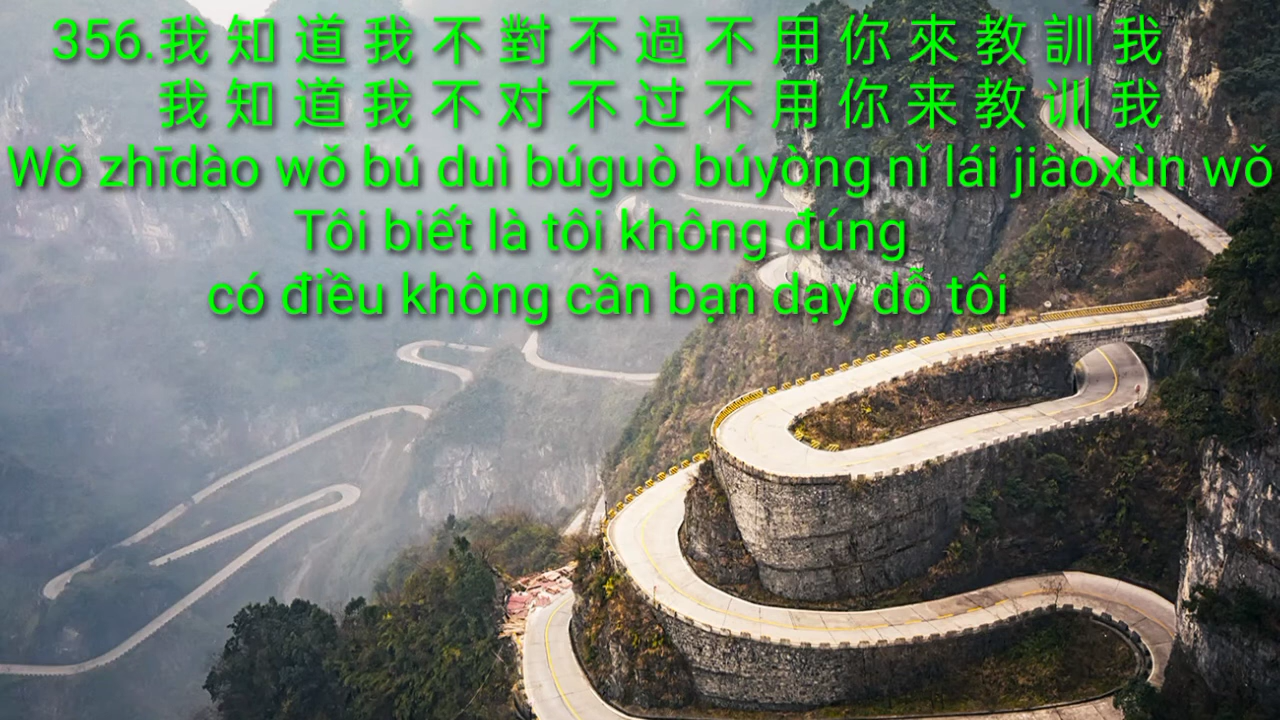 356.我知道我不對不過不用你來教訓我
我知道我不对不过不用你来教训我
Wǒ zhīdào wǒ bú duì búguò búyòng nǐ lái jiàoxùn wǒ
Tôi biết là tôi không đúng
có điều không cần bạn dạy dỗ tôi